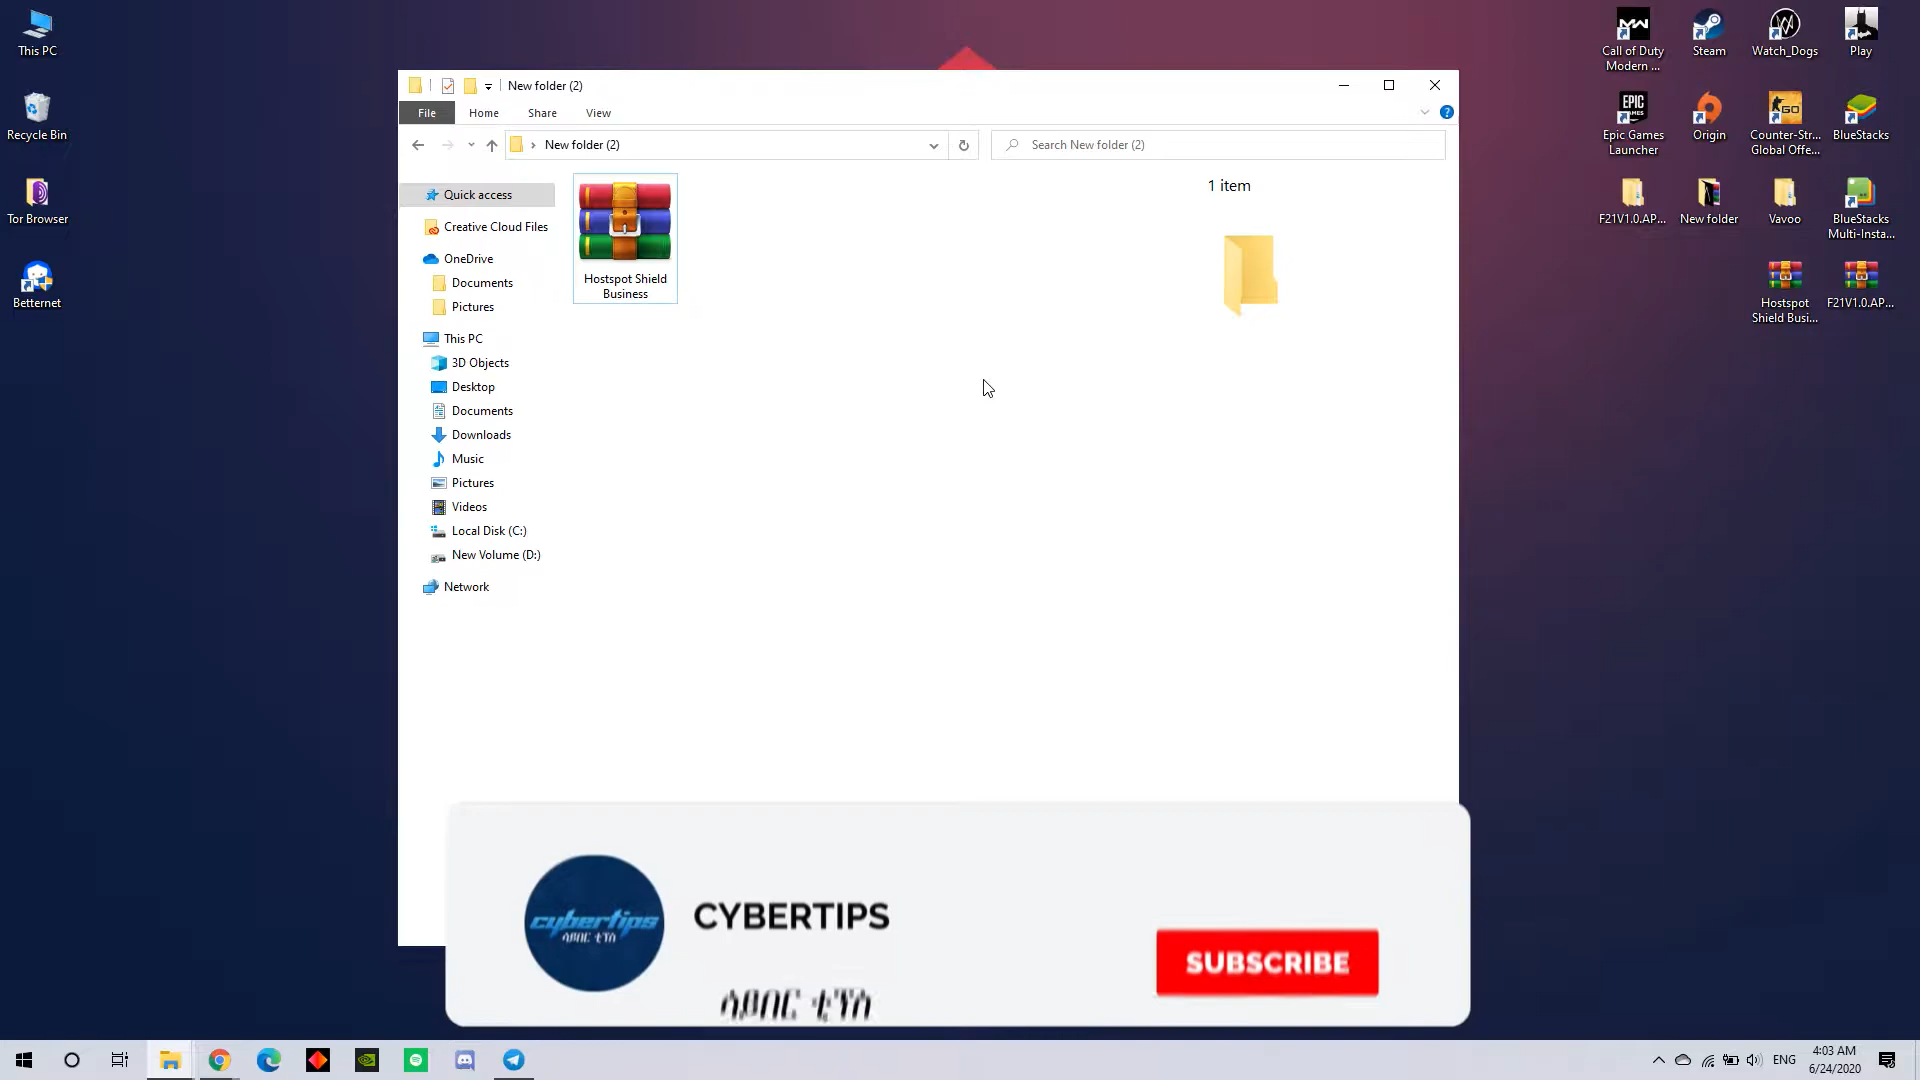 This PC
Recycle Bin
Tor Browser
Betternet
New folder (2)
File
Home
Share
View
New folder (2)
Search New folder (2)
Quick access
Creative Cloud Files
OneDrive
Documents
Pictures
This PC
3D Objects
Desktop
Documents
Downloads
Music
Pictures
Videos
Local Disk (C:)
New Volume (D:)
Network
Hostspot Shield
Business
1 item
Call of Duty
Modern ...
Steam
Watch_Dogs
Play
Epic Games
Launcher
Origin
Counter-Str...
Global Offe...
BlueStacks
F21V1.0.AP...
New folder
Vavoo
BlueStacks
Multi-Insta...
Hostspot
Shield Busi...
F21V1.0.AP...
cybertips
ሳይበር ቲፕስ
CYBERTIPS
SUBSCRIBE
ENG
4:03 AM
6/24/2020